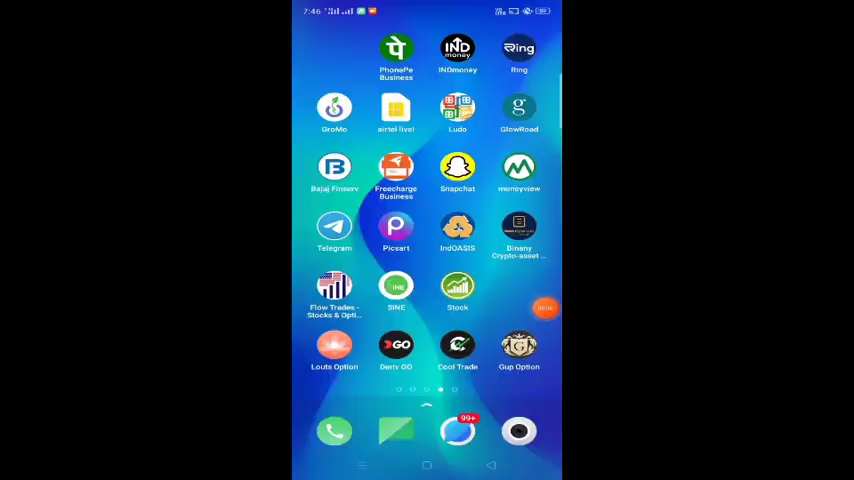 7:46
PhonePe
Business
INDmoney
Ring
GroMo
airtel live!
Ludo
GlowRoad
Bajaj Finserv
Freecharge
Business
Snapchat
moneyview
Telegram
Picsart
IndOASIS
Binany
Crypto-asset ...
Flow Trades -
Stocks & Opti...
SINE
Stock
Louts Option
Deriv GO
Cool Trade
Gup Option
99+